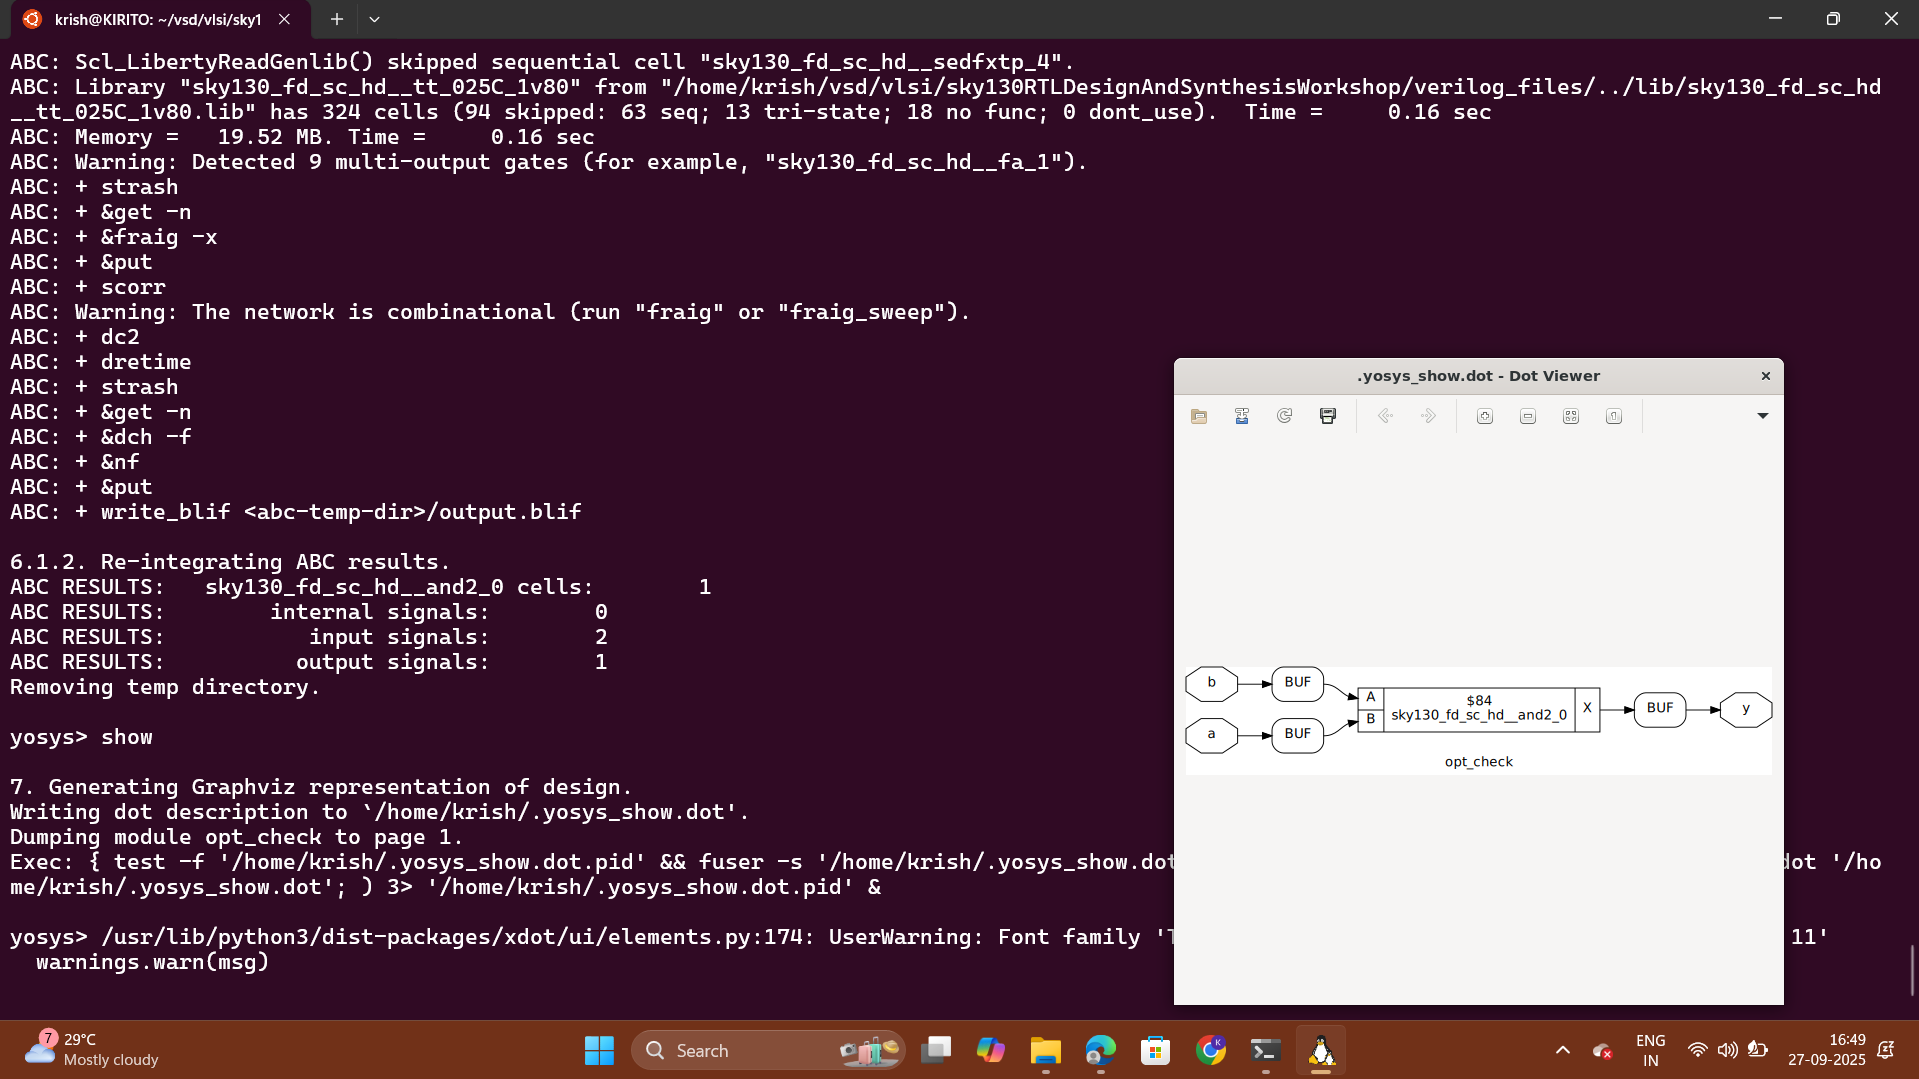 krish@KIRITO: ~/vsd/vlsi/sky1
ABC: Scl_LibertyReadGenlib() skipped sequential cell "sky130_fd_sc_hd__sedfxtp_4".
ABC: Library "sky130_fd_sc_hd__tt_025C_1v80" from "/home/krish/vsd/vlsi/sky130RTLDesignAndSynthesisWorkshop/verilog_files/../lib/sky130_fd_sc_hd
__tt_025C_1v80.lib" has 324 cells (94 skipped: 63 seq; 13 tri-state; 18 no func; 0 dont_use).  Time =     0.16 sec
ABC: Memory =   19.52 MB. Time =     0.16 sec
ABC: Warning: Detected 9 multi-output gates (for example, "sky130_fd_sc_hd__fa_1").
ABC: + strash
ABC: + &get -n
ABC: + &fraig -x
ABC: + &put
ABC: + scorr
ABC: Warning: The network is combinational (run "fraig" or "fraig_sweep").
ABC: + dc2
ABC: + dretime
ABC: + strash
ABC: + &get -n
ABC: + &dch -f
ABC: + &nf
ABC: + &put
ABC: + write_blif <abc-temp-dir>/output.blif
6.1.2. Re-integrating ABC results.
ABC RESULTS:   sky130_fd_sc_hd__and2_0 cells:        1
ABC RESULTS:        internal signals:        0
ABC RESULTS:           input signals:        2
ABC RESULTS:          output signals:        1
Removing temp directory.
yosys> show
7. Generating Graphviz representation of design.
Writing dot description to `/home/krish/.yosys_show.dot'.
Dumping module opt_check to page 1.
Exec: { test -f '/home/krish/.yosys_show.dot.pid' && fuser -s '/home/krish/.yosys_show.dot dot '/ho
me/krish/.yosys_show.dot'; ) 3> '/home/krish/.yosys_show.dot.pid' &
yosys> /usr/lib/python3/dist-packages/xdot/ui/elements.py:174: UserWarning: Font family ' 11'
warnings.warn(msg)
.yosys_show.dot - Dot Viewer
b
BUF
a
BUF
A
B
$84
sky130_fd_sc_hd__and2_0
X
BUF
y
opt_check
7
29°C
Mostly cloudy
Search
K
ENG
IN
16:49
27-09-2025